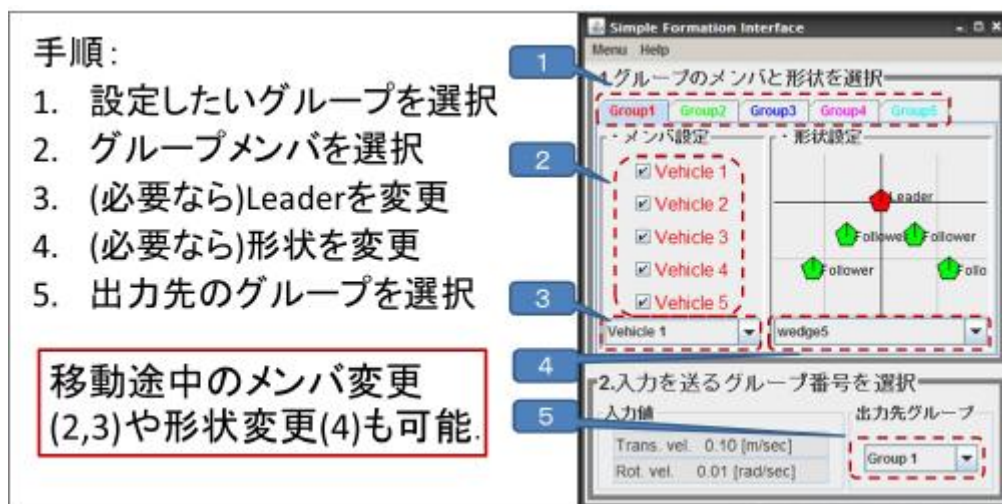 手順:
1. 設定したいグループを選択
2. グループメンバを選択
3. (必要なら)Leaderを変更
4. (必要なら)形状を変更
5. 出力先のグループを選択
移動途中のメンバ変更
(2,3)や形状変更(4)も可能.
Simple Formation Interface
Menu Help
1
1.グループのメンバと形状を選択
Group1 Group2 Group3 Group4 Group5
・メンバ設定
・形状設定
2
Vehicle 1
Vehicle 2
Vehicle 3
Vehicle 4
Vehicle 5
Leader
Follower Follower
Follower Follo
3
Vehicle 1
wedge5
4
2.入力を送るグループ番号を選択
5
入力値
出力先グループ
Trans. vel. 0.10 [m/sec]
Rot. vel. 0.01 [rad/sec]
Group 1